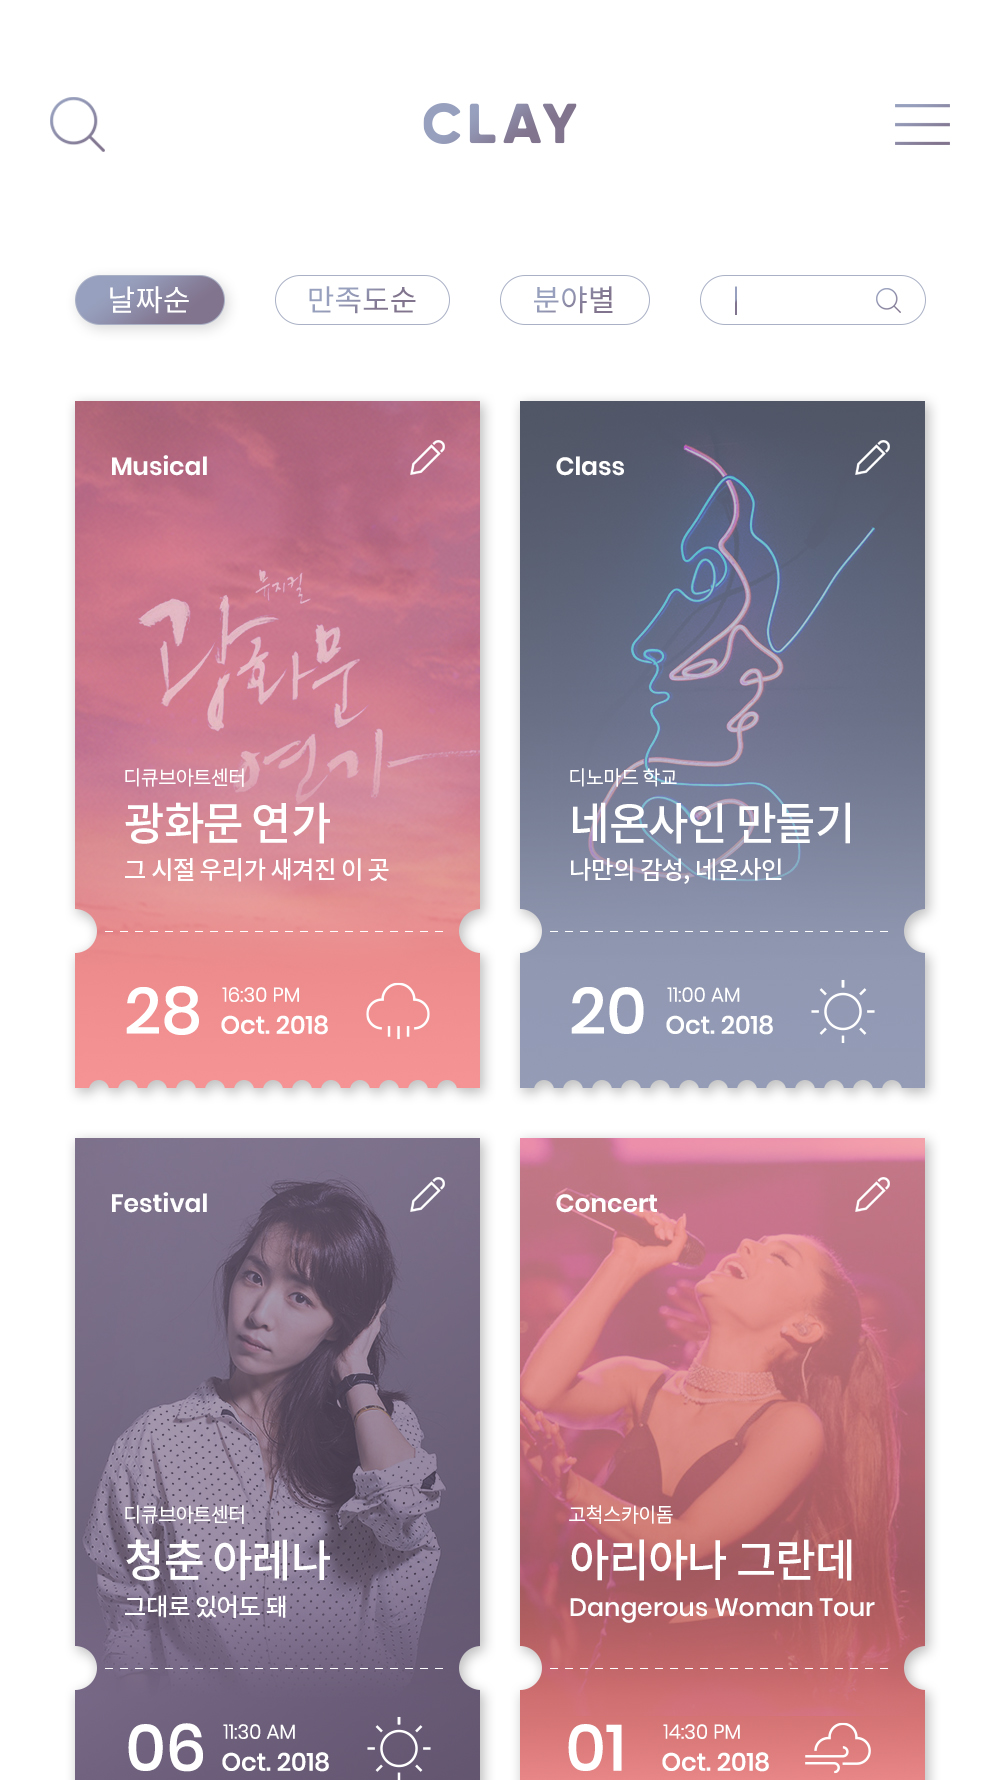 CLAY
날짜순
만족도순
분야별
Musical
뮤지컬
광화문
연가
디큐브아트센터
광화문 연가
그 시절 우리가 새겨진 이 곳
28
16:30 PM
Oct. 2018
Class
디노마드 학교
네온사인 만들기
나만의 감성, 네온사인
20
11:00 AM
Oct. 2018
Festival
디큐브아트센터
청춘 아레나
그대로 있어도 돼
06
11:30 AM
Oct. 2018
Concert
고척스카이돔
아리아나 그란데
Dangerous Woman Tour
01
14:30 PM
Oct. 2018